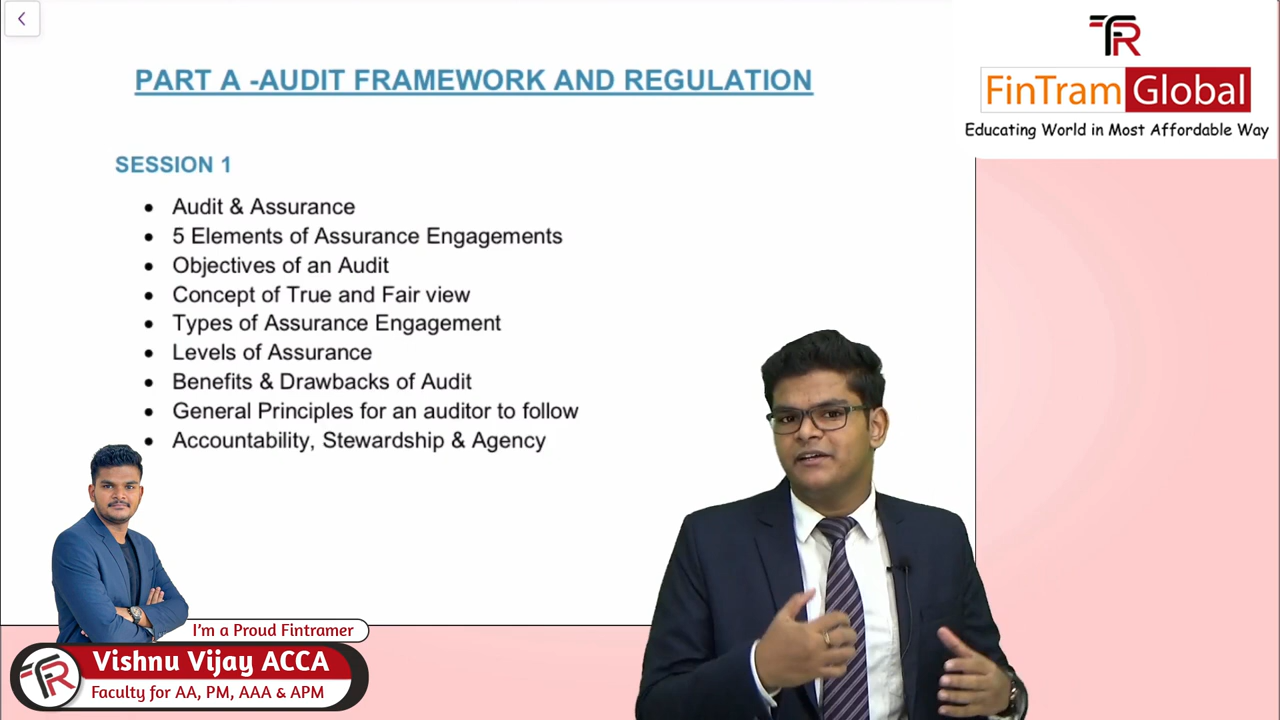 PART A -AUDIT FRAMEWORK AND REGULATION
SESSION 1
• Audit & Assurance
• 5 Elements of Assurance Engagements
• Objectives of an Audit
• Concept of True and Fair view
• Types of Assurance Engagement
• Levels of Assurance
• Benefits & Drawbacks of Audit
• General Principles for an auditor to follow
• Accountability, Stewardship & Agency
FR
FinTram Global
Educating World in Most Affordable Way
I'm a Proud Fintramer
FR
Vishnu Vijay ACCA
Faculty for AA, PM, AAA & APM